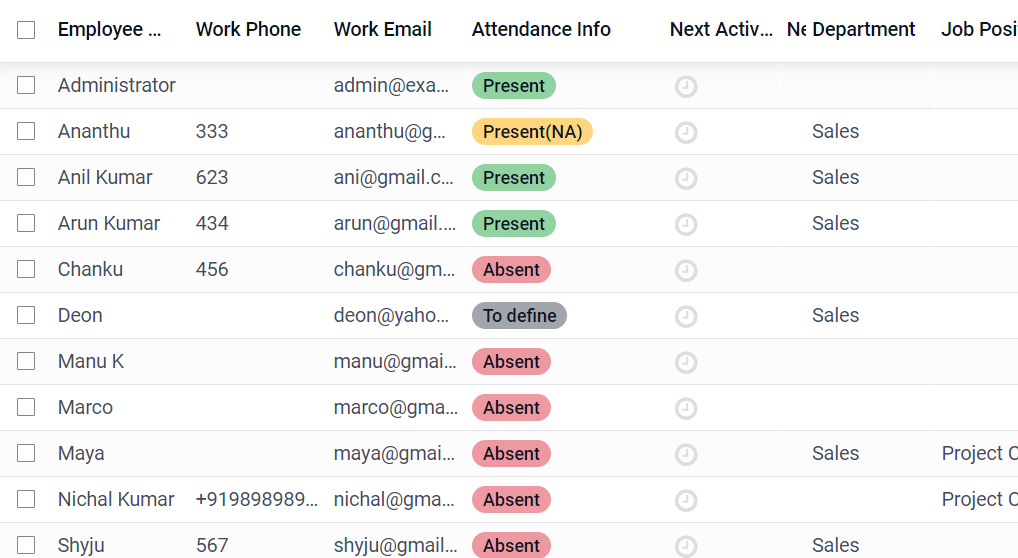 Employee ... Work Phone Work Email Attendance Info Next Activ... Ne Department Job Posi
Administrator admin@exa... Present
Ananthu 333 ananthu@g... Present(NA) Sales
Anil Kumar 623 ani@gmail.c... Present Sales
Arun Kumar 434 arun@gmail.... Present Sales
Chanku 456 chanku@gm... Absent
Deon deon@yaho... To define Sales
Manu K manu@gmai... Absent
Marco marco@gma... Absent
Maya maya@gmai... Absent Sales Project C
Nichal Kumar +919898989... nichal@gma... Absent Project C
Shyju 567 shyju@gmail... Absent Sales